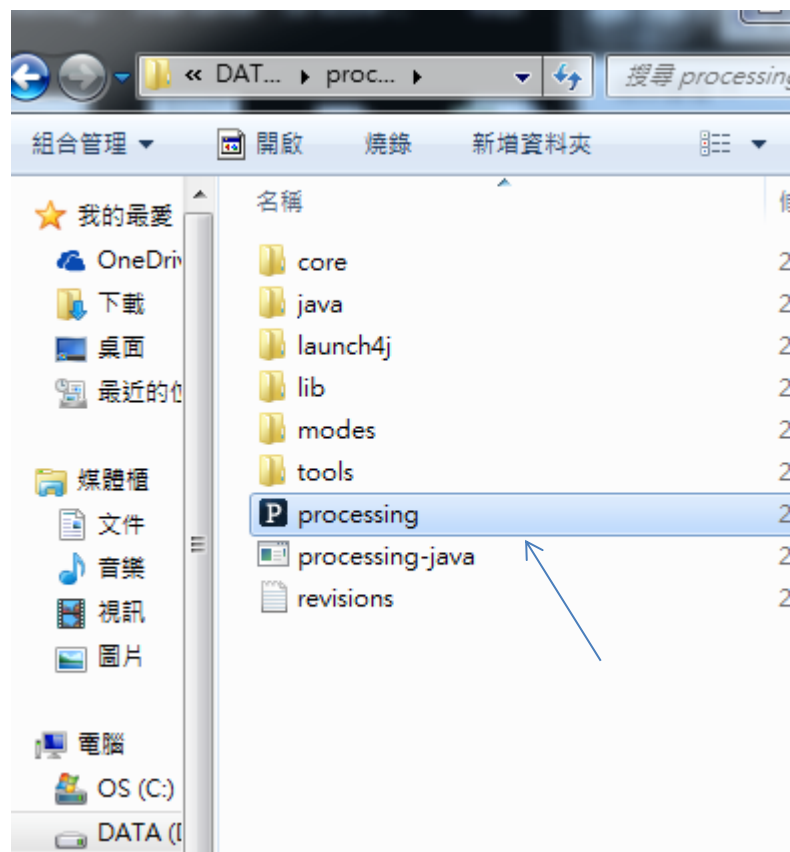 « DAT... ▸ proc... ▸
搜尋 processing
組合管理 開啟 燒錄 新增資料夾
我的最愛
OneDriv
下載
桌面
最近的位
媒體櫃
文件
音樂
視訊
圖片
電腦
OS (C:)
DATA (D
名稱
core
java
launch4j
lib
modes
tools
processing
processing-java
revisions